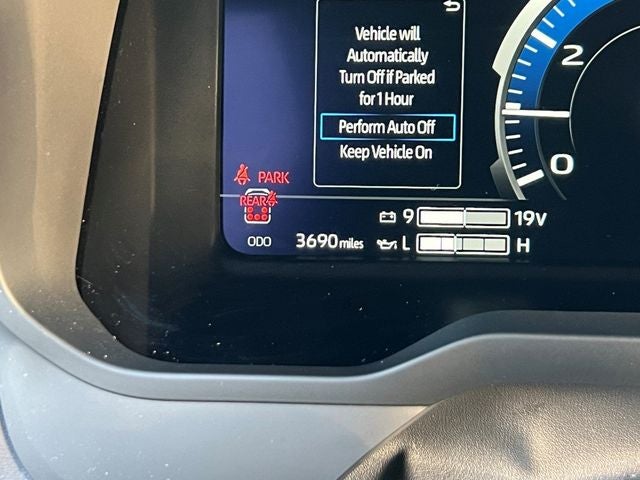 Vehicle will
Automatically
Turn Off if Parked
for 1 Hour
Perform Auto Off
Keep Vehicle On
2
0
PARK
REAR
9 19V
ODO 3690 miles L H